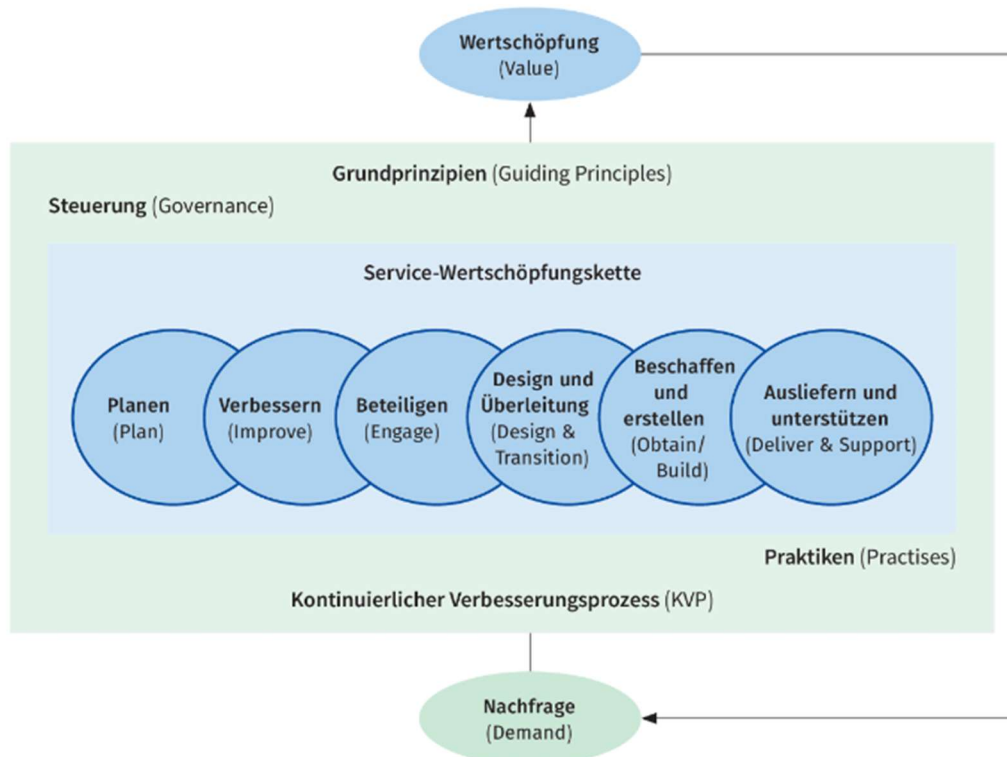 Wertschöpfung
(Value)
Grundprinzipien (Guiding Principles)
Steuerung (Governance)
Service-Wertschöpfungskette
Planen
(Plan)
Verbessern
(Improve)
Beteiligen
(Engage)
Design und
Überleitung
(Design &
Transition)
Beschaffen
und
erstellen
(Obtain/
Build)
Ausliefern und
unterstützen
(Deliver & Support)
Praktiken (Practises)
Kontinuierlicher Verbesserungsprozess (KVP)
Nachfrage
(Demand)